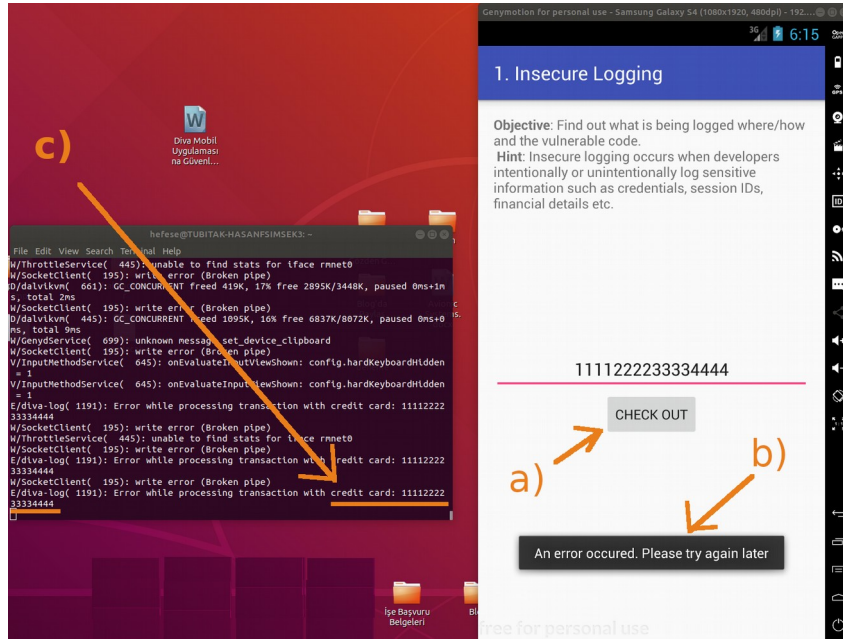 Genymotion for personal use - Samsung Galaxy S4 (1080x1920, 480dpi) - 192....
3G
6:15
1. Insecure Logging
Objective: Find out what is being logged where/how
and the vulnerable code.
Hint: Insecure logging occurs when developers
intentionally or unintentionally log sensitive
information such as credentials, session IDs,
financial details etc.
1111222233334444
CHECK OUT
a)
b)
An error occured. Please try again later
free for personal use
GPS
ID
c)
W
Diva Mobil
Uygulaması
na Güvenl...
hefese@TUBITAK-HASANFSIMSEK3: ~
File Edit View Search Terminal Help
W/ThrottleService( 445): unable to find stats for iface rmnet0
W/SocketClient( 195): write error (Broken pipe)
D/dalvikvm( 661): GC_CONCURRENT freed 419K, 17% free 2895K/3448K, paused 0ms+1m
s, total 2ms
W/SocketClient( 195): write error (Broken pipe)
D/dalvikvm( 445): GC_CONCURRENT freed 1095K, 16% free 6837K/8072K, paused 0ms+0
ms, total 9ms
W/GenydService( 699): unknown message set_device_clipboard
W/SocketClient( 195): write error (Broken pipe)
V/InputMethodService( 645): onEvaluateInputViewShown: config.hardKeyboardHidden
= 1
V/InputMethodService( 645): onEvaluateInputViewShown: config.hardKeyboardHidden
= 1
E/diva-log( 1191): Error while processing transaction with credit card: 11112222
33334444
W/SocketClient( 195): write error (Broken pipe)
W/ThrottleService( 445): unable to find stats for iface rmnet0
E/diva-log( 1191): Error while processing transaction with credit card: 11112222
33334444
W/SocketClient( 195): write error (Broken pipe)
E/diva-log( 1191): Error while processing transaction with credit card: 11112222
33334444
İşe Başvuru
Belgeleri